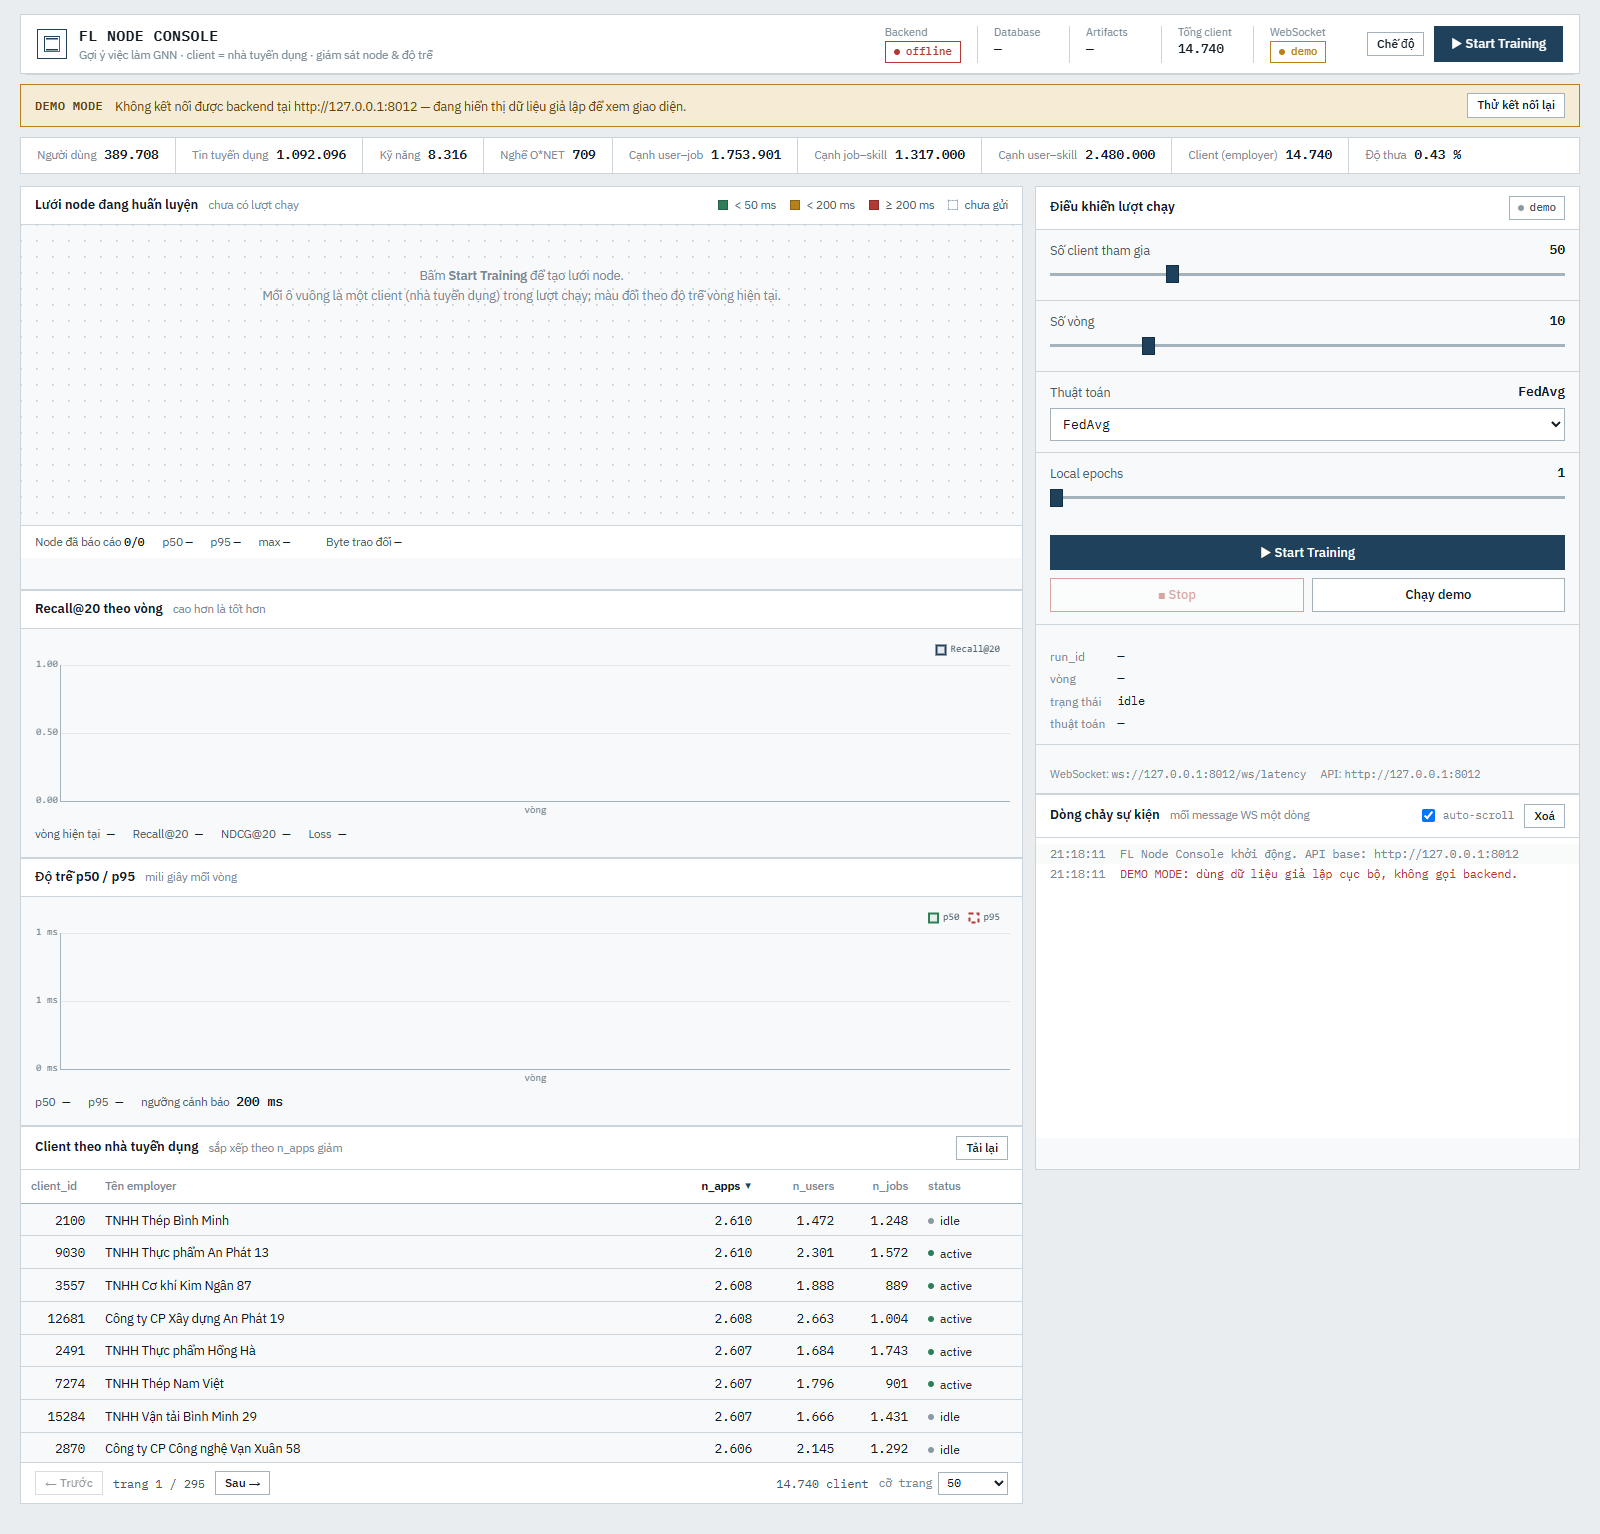 FL NODE CONSOLE
Gợi ý việc làm GNN · client = nhà tuyển dụng · giám sát node & độ trễ
Backend
● offline
Database
—
Artifacts
—
Tổng client
14.740
WebSocket
● demo
Chế độ
▶ Start Training
DEMO MODE Không kết nối được backend tại http://127.0.0.1:8012 — đang hiển thị dữ liệu giả lập để xem giao diện.
Thử kết nối lại
Người dùng 389.708
Tin tuyển dụng 1.092.096
Kỹ năng 8.316
Nghề O*NET 709
Cạnh user–job 1.753.901
Cạnh job–skill 1.317.000
Cạnh user–skill 2.480.000
Client (employer) 14.740
Độ thưa 0.43 %
Lưới node đang huấn luyện chưa có lượt chạy
< 50 ms < 200 ms ≥ 200 ms chưa gửi
Bấm Start Training để tạo lưới node.
Mỗi ô vuông là một client (nhà tuyển dụng) trong lượt chạy; màu đổi theo độ trễ vòng hiện tại.
Node đã báo cáo 0/0 p50 — p95 — max — Byte trao đổi —
Recall@20 theo vòng cao hơn là tốt hơn
Recall@20
1.00
0.50
0.00
vòng
vòng hiện tại — Recall@20 — NDCG@20 — Loss —
Độ trễ p50 / p95 mili giây mỗi vòng
p50 p95
1 ms
1 ms
0 ms
vòng
p50 — p95 — ngưỡng cảnh báo 200 ms
Client theo nhà tuyển dụng sắp xếp theo n_apps giảm
Tải lại
client_id Tên employer n_apps ▼ n_users n_jobs status
2100 TNHH Thép Bình Minh 2.610 1.472 1.248 ● idle
9030 TNHH Thực phẩm An Phát 13 2.610 2.301 1.572 ● active
3557 TNHH Cơ khí Kim Ngân 87 2.608 1.888 889 ● active
12681 Công ty CP Xây dựng An Phát 19 2.608 2.663 1.004 ● active
2491 TNHH Thực phẩm Hồng Hà 2.607 1.684 1.743 ● active
7274 TNHH Thép Nam Việt 2.607 1.796 901 ● active
15284 TNHH Vận tải Bình Minh 29 2.607 1.666 1.431 ● idle
2870 Công ty CP Công nghệ Vạn Xuân 58 2.606 2.145 1.292 ● idle
← Trước trang 1 / 295 Sau → 14.740 client cỡ trang 50
Điều khiển lượt chạy
● demo
Số client tham gia 50
Số vòng 10
Thuật toán FedAvg
FedAvg
Local epochs 1
▶ Start Training
■ Stop
Chạy demo
run_id —
vòng —
trạng thái idle
thuật toán —
WebSocket: ws://127.0.0.1:8012/ws/latency API: http://127.0.0.1:8012
Dòng chảy sự kiện mỗi message WS một dòng
auto-scroll
Xoá
21:18:11 FL Node Console khởi động. API base: http://127.0.0.1:8012
21:18:11 DEMO MODE: dùng dữ liệu giả lập cục bộ, không gọi backend.